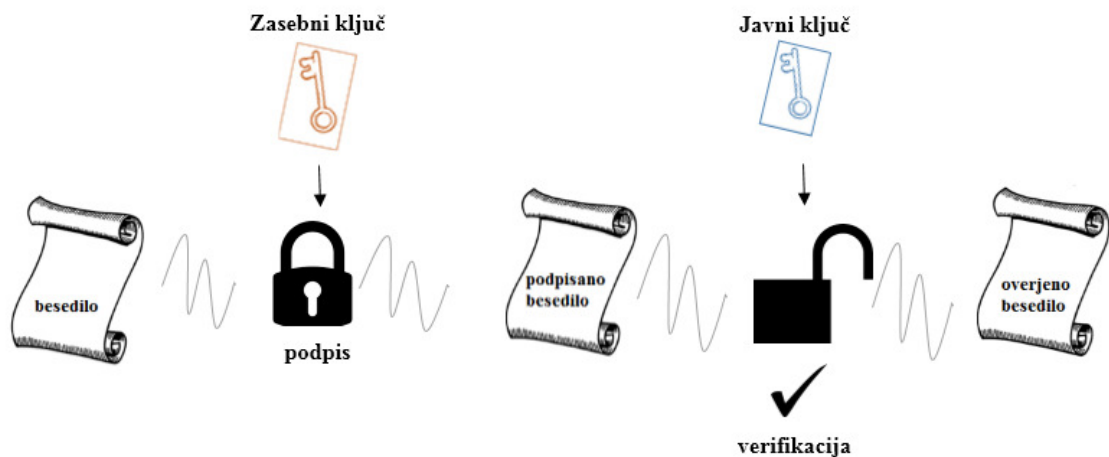 Zasebni ključ
Javni ključ
besedilo
podpis
podpisano
besedilo
verifikacija
overjeno
besedilo